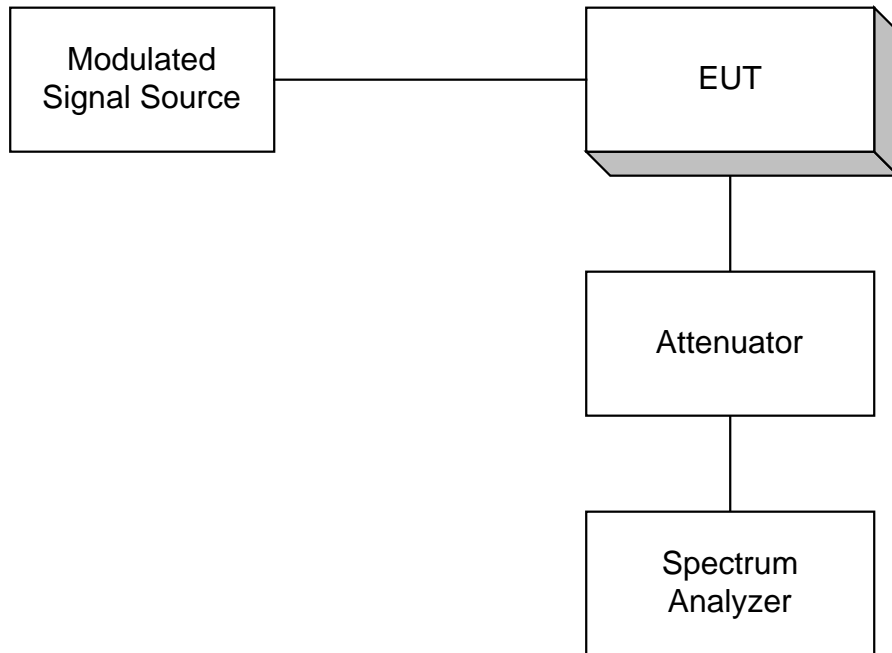 Modulated
Signal Source
EUT
Attenuator
Spectrum
Analyzer